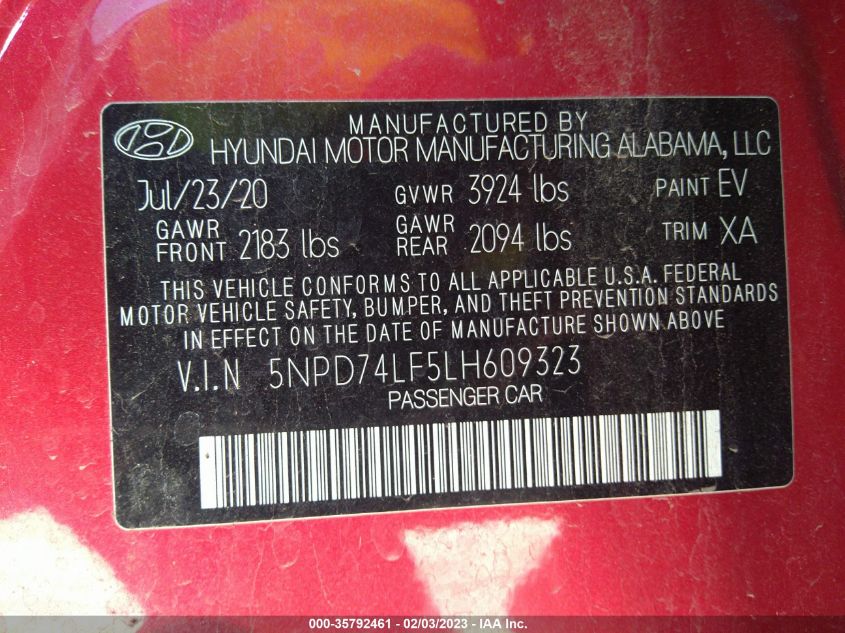 MANUFACTURED BY
HYUNDAI MOTOR MANUFACTURING ALABAMA, LLC
Jul/23/20 GVWR 3924 lbs PAINT EV
GAWR FRONT 2183 lbs GAWR REAR 2094 lbs TRIM XA
THIS VEHICLE CONFORMS TO ALL APPLICABLE U.S.A. FEDERAL
MOTOR VEHICLE SAFETY, BUMPER, AND THEFT PREVENTION STANDARDS
IN EFFECT ON THE DATE OF MANUFACTURE SHOWN ABOVE
V.I.N 5NPD74LF5LH609323
PASSENGER CAR
000-35792461 - 02/03/2023 - IAA Inc.